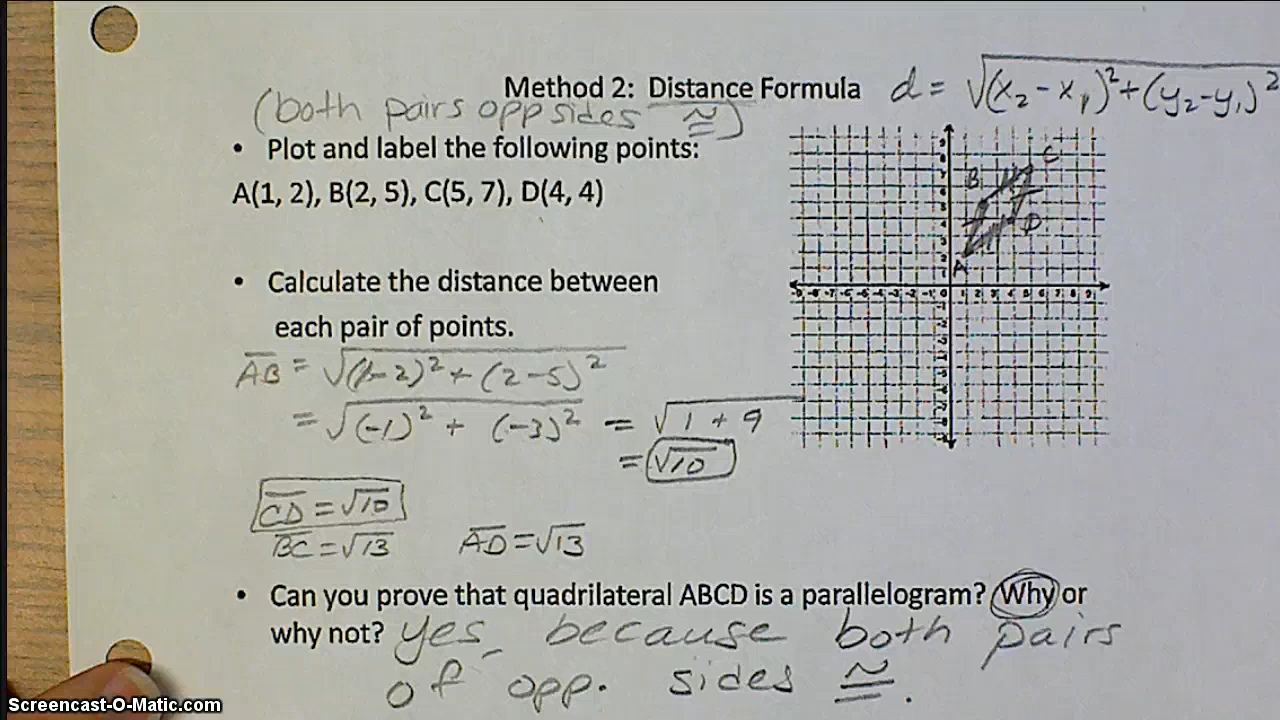 Method 2: Distance Formula d = √(x₂ - x₁)² + (y₂ - y₁)²
(both pairs opp sides ≅)
• Plot and label the following points:
A(1, 2), B(2, 5), C(5, 7), D(4, 4)
B C
D
A
• Calculate the distance between
each pair of points.
AB = √(1-2)² + (2-5)²
= √(-1)² + (-3)² = √1 + 9
= √10
CD = √10
BC = √13 AD = √13
• Can you prove that quadrilateral ABCD is a parallelogram? Why or
why not? yes, because both pairs
of opp. sides ≅.
Screencast-O-Matic.com